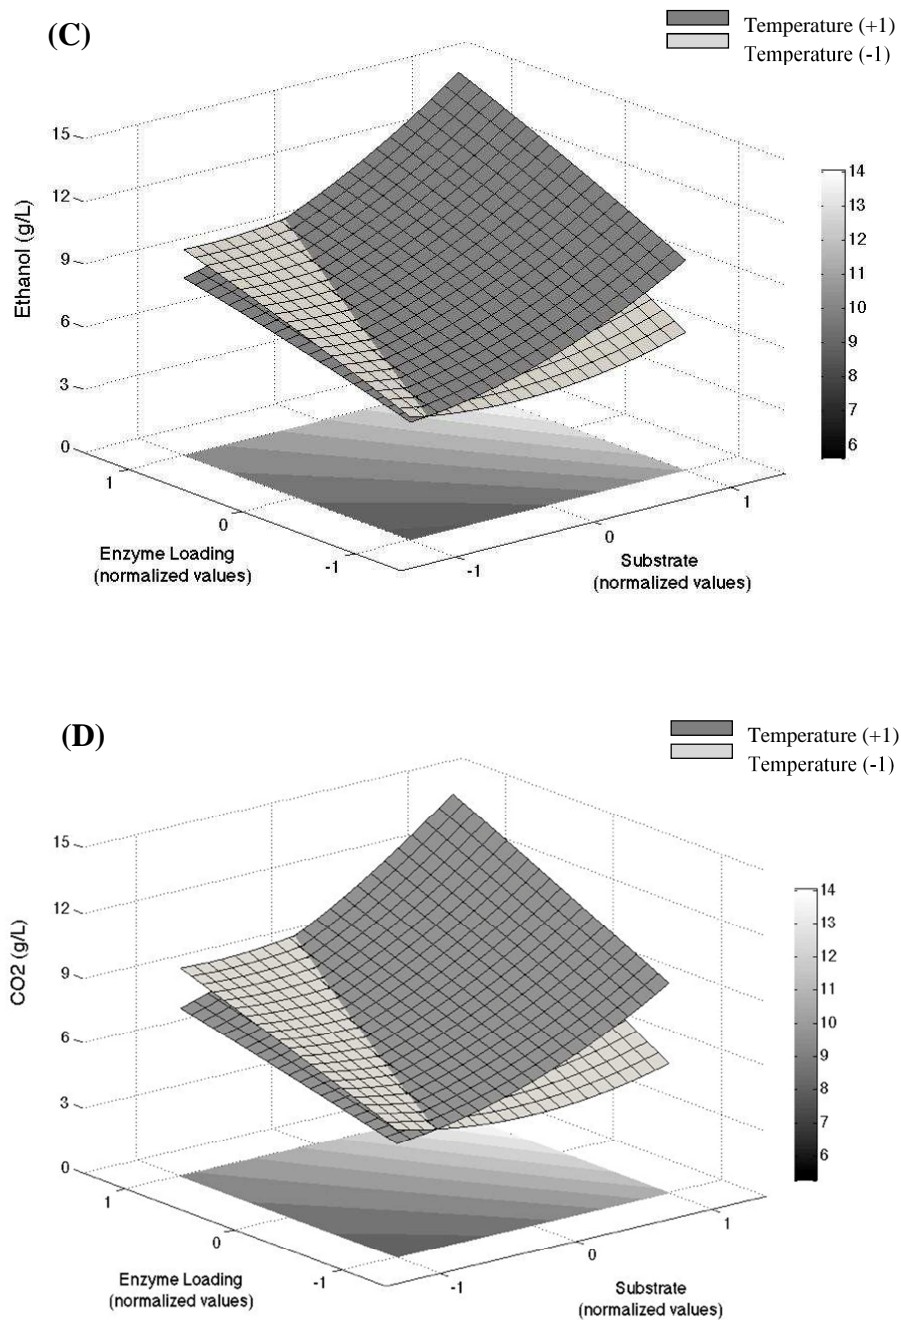 (C)
Temperature (+1)
Temperature (-1)
15
12
9
6
3
0
Ethanol (g/L)
14
13
12
11
10
9
8
7
6
1
0
-1
Enzyme Loading
(normalized values)
-1
0
1
Substrate
(normalized values)
(D)
Temperature (+1)
Temperature (-1)
15
12
9
6
3
0
CO2 (g/L)
14
13
12
11
10
9
8
7
6
1
0
-1
Enzyme Loading
(normalized values)
-1
0
1
Substrate
(normalized values)